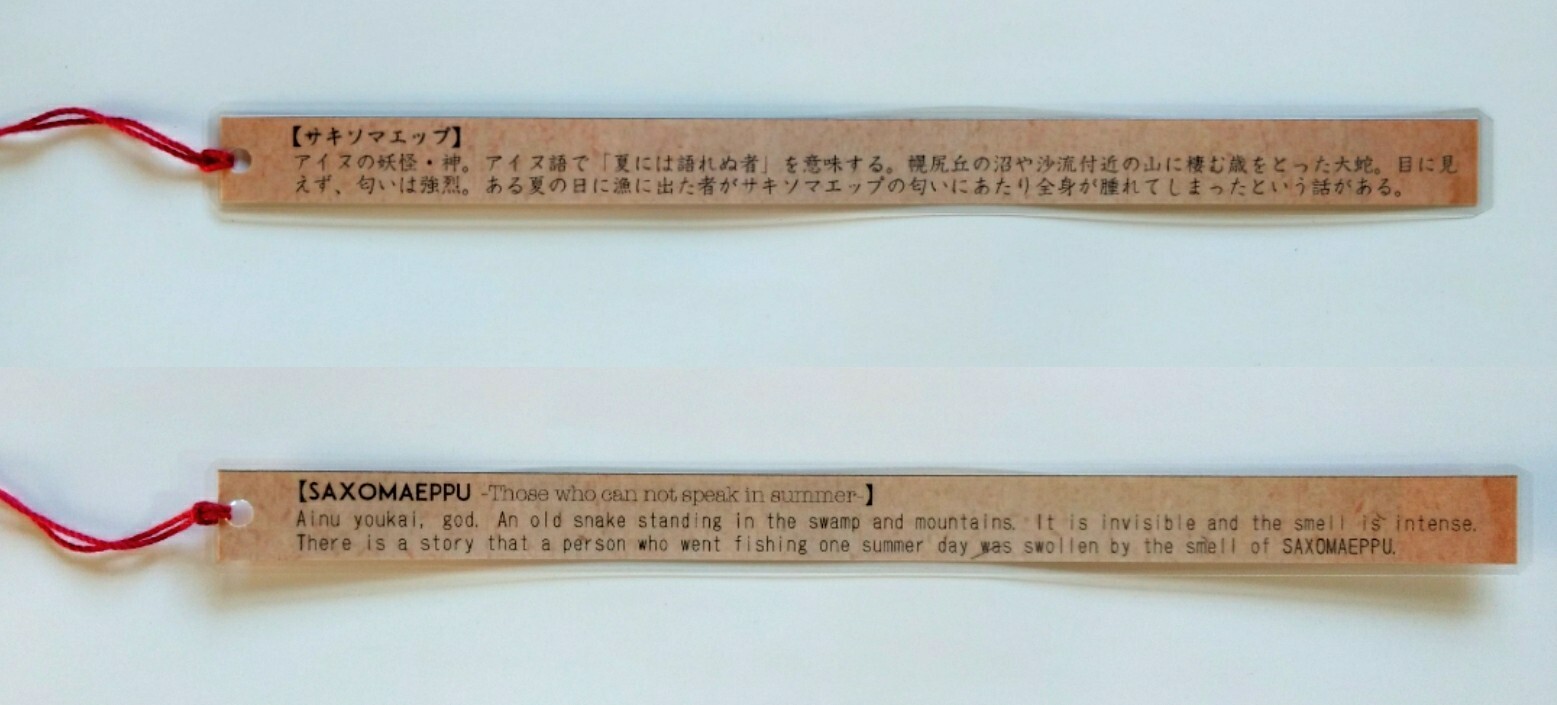 【サキソマエップ】
アイヌの妖怪・神。アイヌ語で「夏には語れぬ者」を意味する。幌尻丘の沼や沙流付近の山に棲む歳をとった大蛇。目に見
えず、匂いは強烈。ある夏の日に漁に出た者がサキソマエップの匂いにあたり全身が腫れてしまったという話がある。
【SAXOMAEPPU -Those who can not speak in summer-】
Ainu youkai, god. An old snake standing in the swamp and mountains. It is invisible and the smell is intense.
There is a story that a person who went fishing one summer day was swollen by the smell of SAXOMAEPPU.